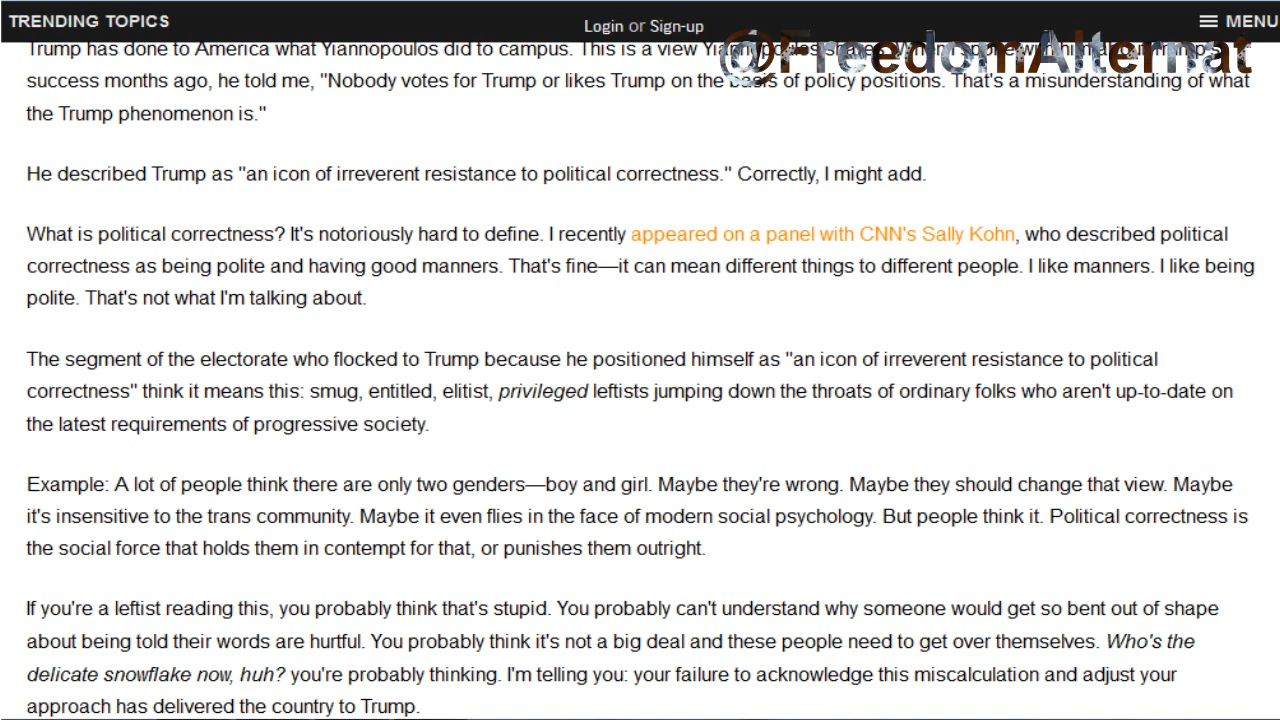 TRENDING TOPICS
Login or Sign-up
MENU
@FreedomAlternat
Trump has done to America what Yiannopoulos did to campus. This is a view Yiannopoulos shares. When I spoke with him about Trump's
success months ago, he told me, "Nobody votes for Trump or likes Trump on the basis of policy positions. That's a misunderstanding of what
the Trump phenomenon is."
He described Trump as "an icon of irreverent resistance to political correctness." Correctly, I might add.
What is political correctness? It's notoriously hard to define. I recently appeared on a panel with CNN's Sally Kohn, who described political
correctness as being polite and having good manners. That's fine—it can mean different things to different people. I like manners. I like being
polite. That's not what I'm talking about.
The segment of the electorate who flocked to Trump because he positioned himself as "an icon of irreverent resistance to political
correctness" think it means this: smug, entitled, elitist, privileged leftists jumping down the throats of ordinary folks who aren't up-to-date on
the latest requirements of progressive society.
Example: A lot of people think there are only two genders—boy and girl. Maybe they're wrong. Maybe they should change that view. Maybe
it's insensitive to the trans community. Maybe it even flies in the face of modern social psychology. But people think it. Political correctness is
the social force that holds them in contempt for that, or punishes them outright.
If you're a leftist reading this, you probably think that's stupid. You probably can't understand why someone would get so bent out of shape
about being told their words are hurtful. You probably think it's not a big deal and these people need to get over themselves. Who's the
delicate snowflake now, huh? you're probably thinking. I'm telling you: your failure to acknowledge this miscalculation and adjust your
approach has delivered the country to Trump.